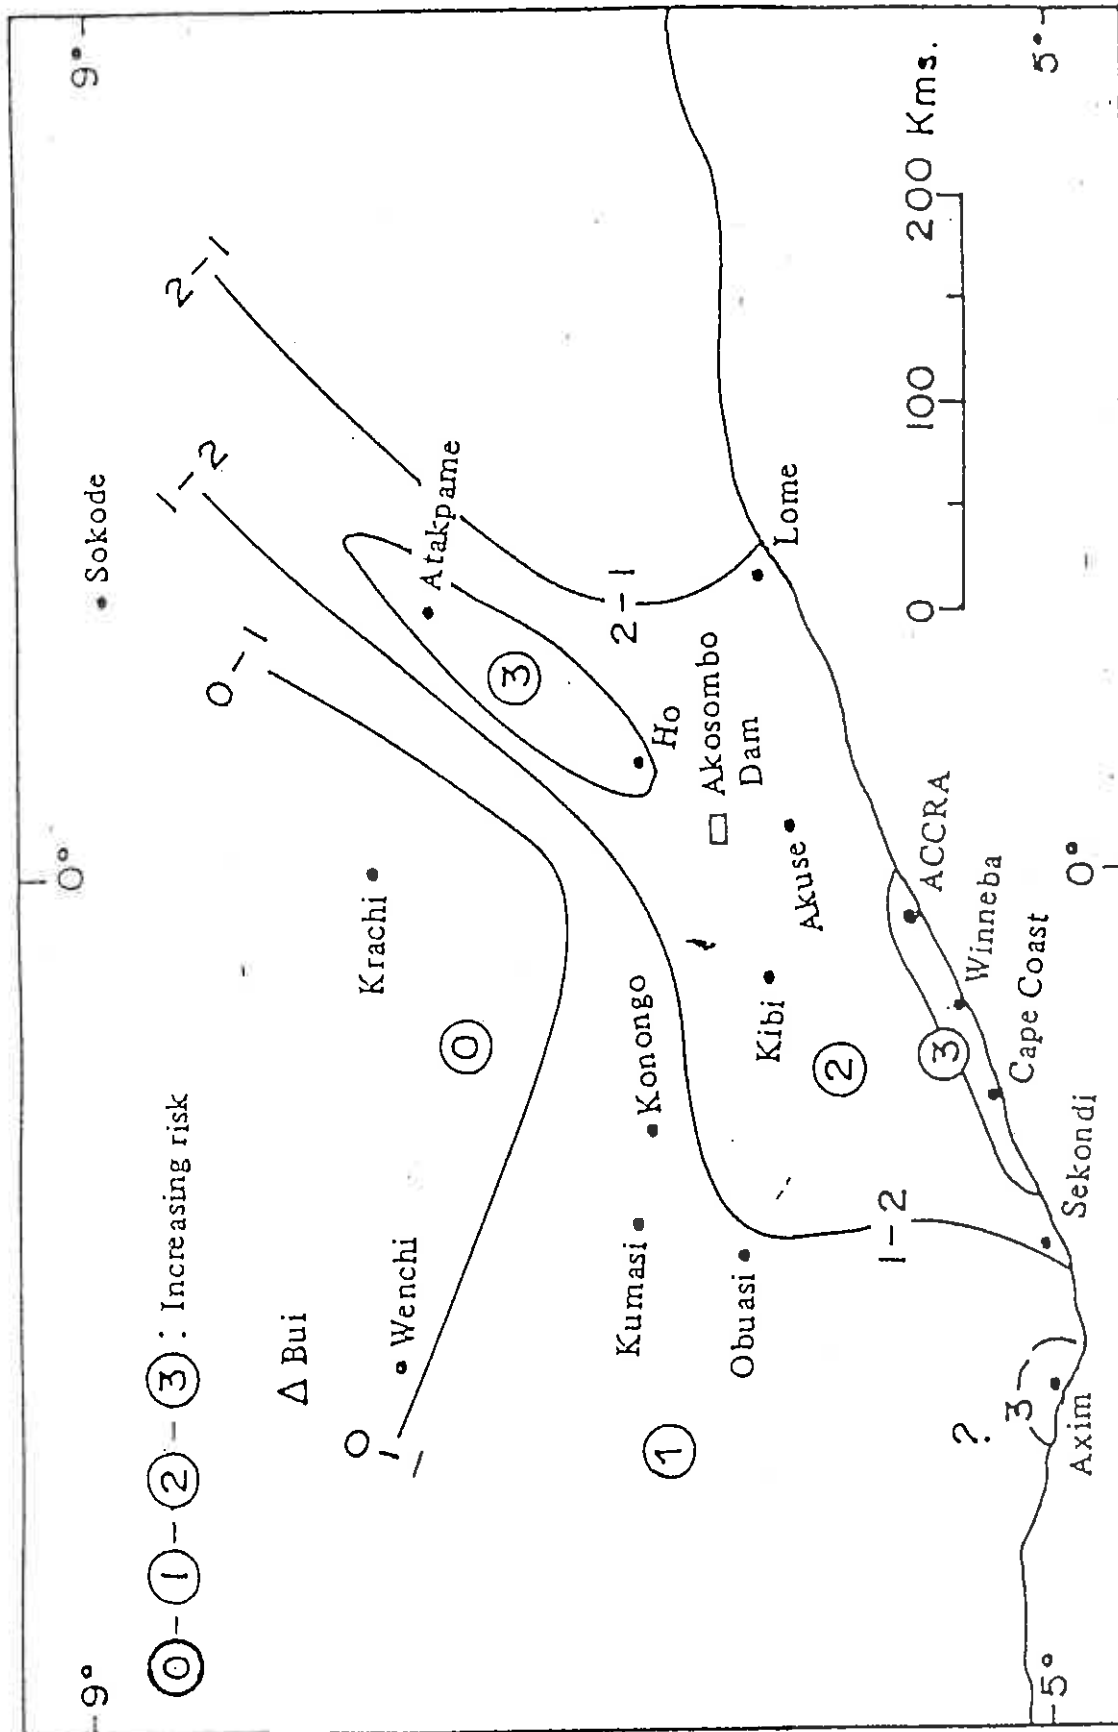 0 - 1 - 2 - 3 : Increasing risk
9°
0°
9°
Sokode
Δ Bui
0-1
1-2
2-1
0
1
Wenchi
Krachi
Atakpame
0
3
1
Kumasi
Konongo
Ho
2-1
Obuasi
Kibi
Akosombo
Dam
Akuse
Lome
2
1-2
3
ACCRA
Winneba
Cape Coast
Sekondi
?
3
Axim
0 100 200 Kms.
5°
0°
5°